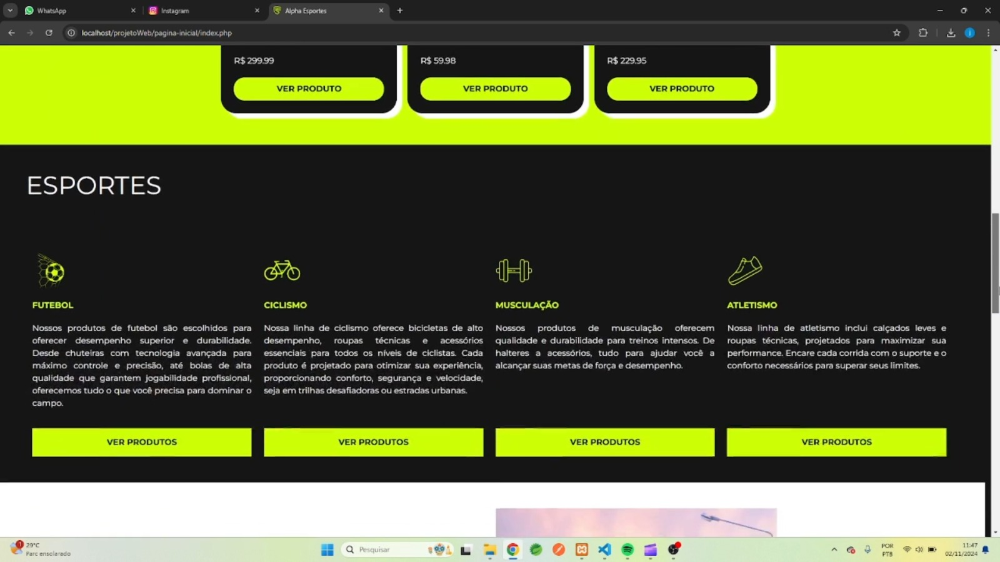 WhatsApp
Instagram
Alpha Esportes
localhost/projetoWeb/pagina-inicial/index.php
R$ 299.99
R$ 59.98
R$ 229.95
VER PRODUTO
VER PRODUTO
VER PRODUTO
ESPORTES
FUTEBOL
Nossos produtos de futebol são escolhidos para
oferecer desempenho superior e durabilidade.
Desde chuteiras com tecnologia avançada para
máximo controle e precisão, até bolas de alta
qualidade que garantem jogabilidade profissional,
oferecemos tudo o que você precisa para dominar o
campo.
VER PRODUTOS
CICLISMO
Nossa linha de ciclismo oferece bicicletas de alto
desempenho, roupas técnicas e acessórios
essenciais para todos os níveis de ciclistas. Cada
produto é projetado para otimizar sua experiência,
proporcionando conforto, segurança e velocidade,
seja em trilhas desafiadoras ou estradas urbanas.
VER PRODUTOS
MUSCULAÇÃO
Nossos produtos de musculação oferecem
qualidade e durabilidade para treinos intensos. De
halteres a acessórios, tudo para ajudar você a
alcançar suas metas de força e desempenho.
VER PRODUTOS
ATLETISMO
Nossa linha de atletismo inclui calçados leves e
roupas técnicas, projetados para maximizar sua
performance. Encare cada corrida com o suporte e o
conforto necessários para superar seus limites.
VER PRODUTOS
1
29°C
Parc ensolarado
Pesquisar
POR
PTB
11:47
02/11/2024